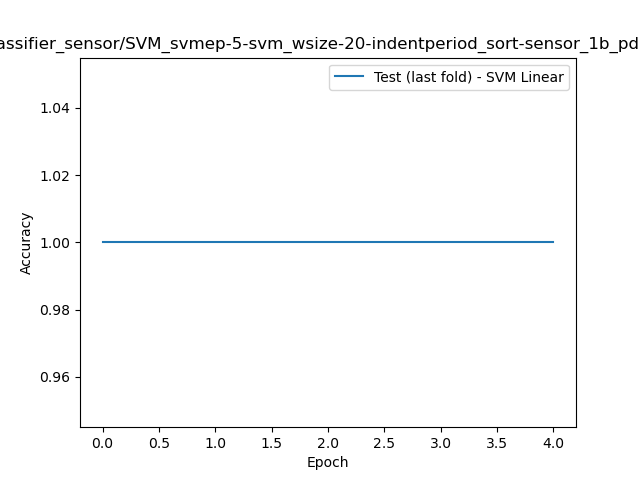 assifier_sensor/SVM_svmep-5-svm_wsize-20-indentperiod_sort-sensor_1b_pd
Test (last fold) - SVM Linear
1.04
1.02
1.00
0.98
0.96
Accuracy
0.0 0.5 1.0 1.5 2.0 2.5 3.0 3.5 4.0
Epoch